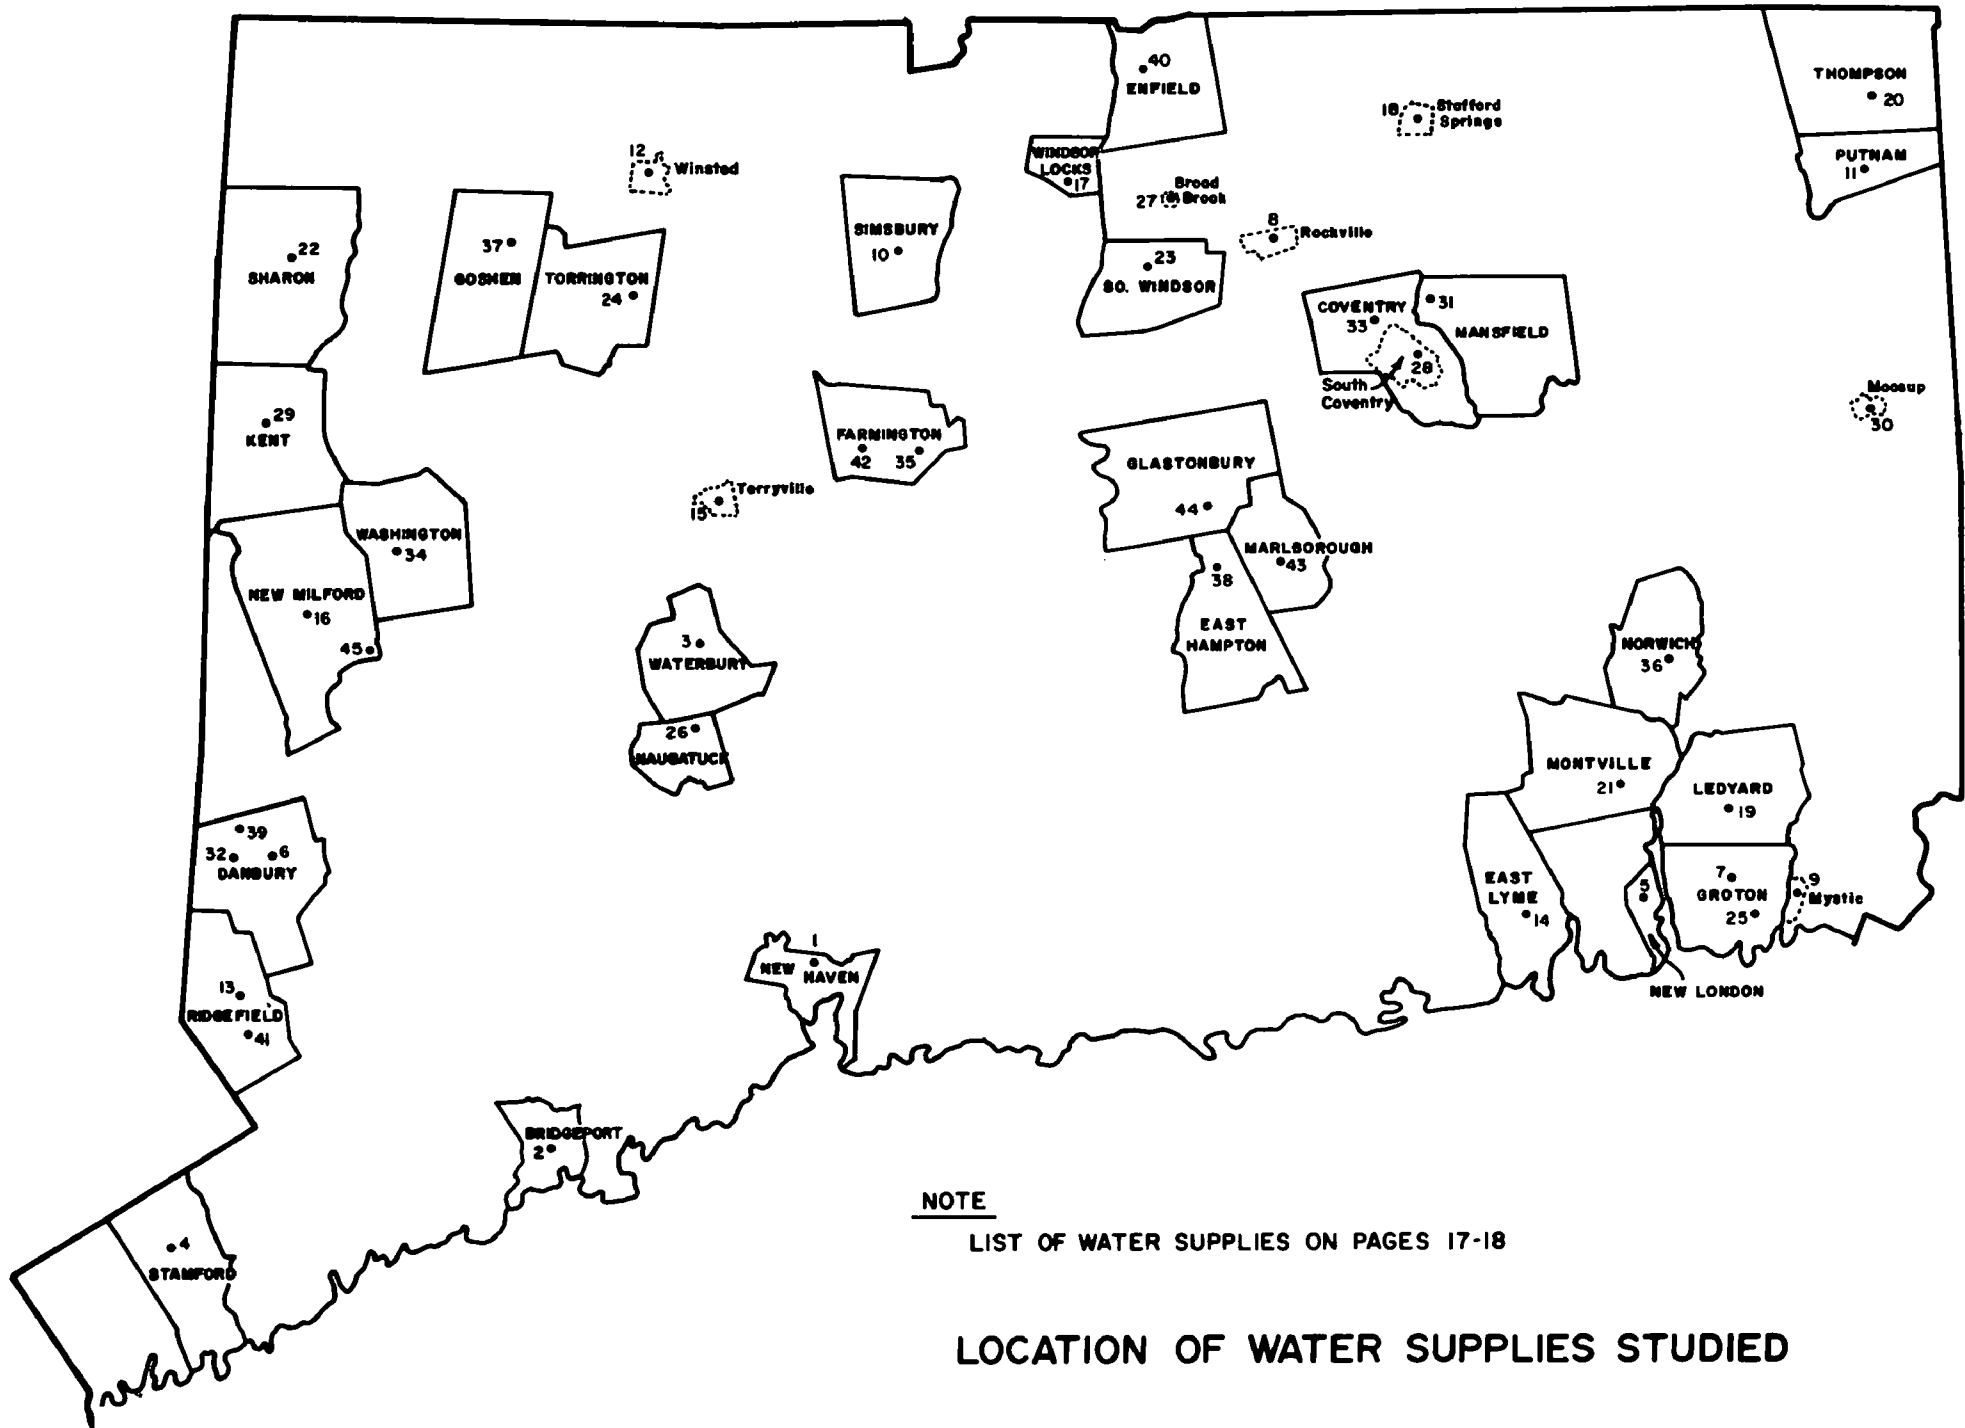 40
ENFIELD
THOMPSON
20
18
Stafford
Springs
12
Winsted
WINDSOR
LOCKS
17
PUTNAM
11
27
Broad
Brook
8
Rockville
22
SHARON
37
GOSHEN
TORRINGTON
24
SIMSBURY
10
23
SO. WINDSOR
COVENTRY
33
31
MANSFIELD
28
South
Coventry
Moosup
30
29
KENT
FARMINGTON
42
35
GLASTONBURY
44
Terryville
15
WASHINGTON
34
MARLBOROUGH
43
38
EAST
HAMPTON
NEW MILFORD
16
45
3
WATERBURY
26
NAUGATUCK
NORWICH
36
MONTVILLE
21
LEDYARD
19
39
32
6
DANBURY
EAST
LYME
14
5
7
GROTON
25
9
Mystic
NEW LONDON
1
NEW HAVEN
13
RIDGEFIELD
41
BRIDGEPORT
2
4
STAMFORD
NOTE
LIST OF WATER SUPPLIES ON PAGES 17-18
LOCATION OF WATER SUPPLIES STUDIED